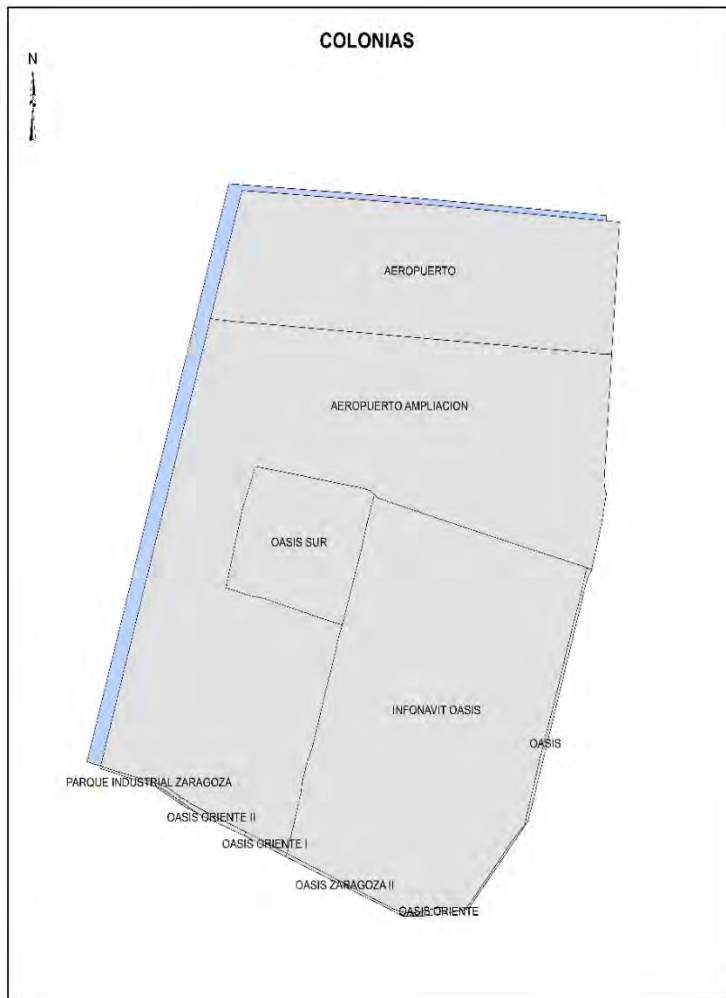 COLONIAS
N
AEROPUERTO
AEROPUERTO AMPLIACION
OASIS SUR
INFONAVIT OASIS
OASIS
PARQUE INDUSTRIAL ZARAGOZA
OASIS ORIENTE II
OASIS ORIENTE I
OASIS ZARAGOZA II
OASIS ORIENTE